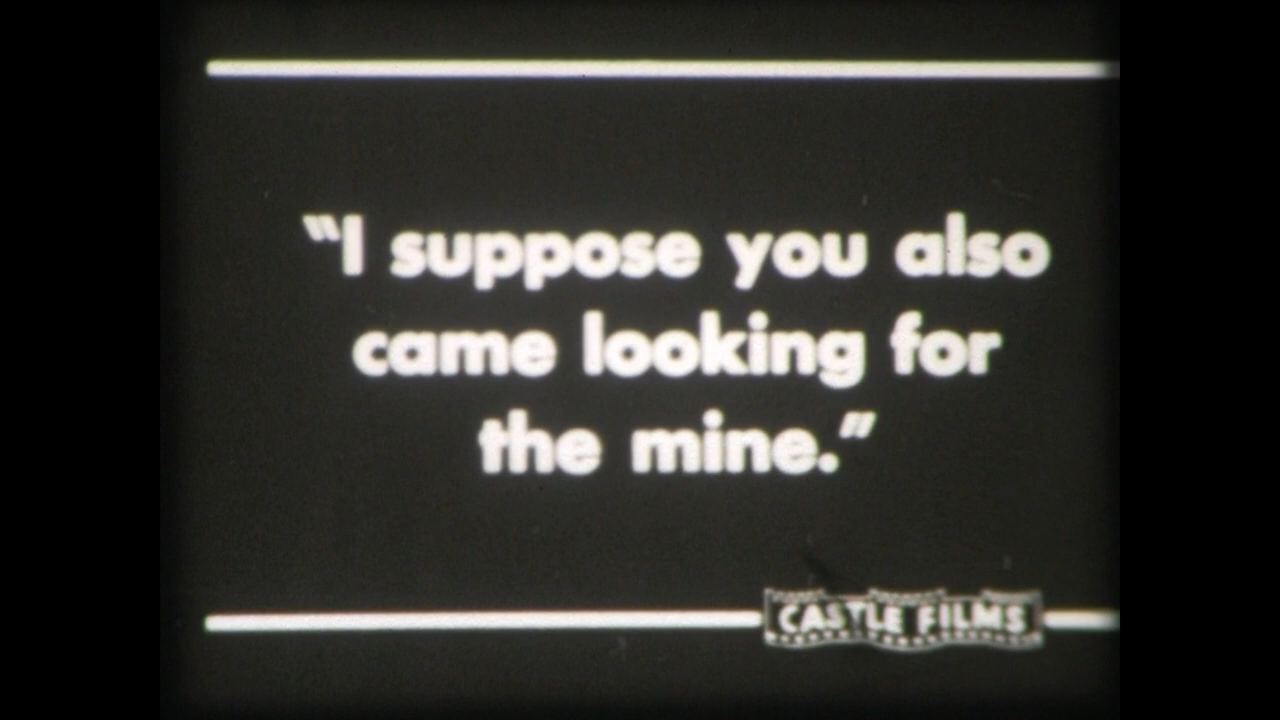 "I suppose you also
came looking for
the mine."
CASTLE FILMS